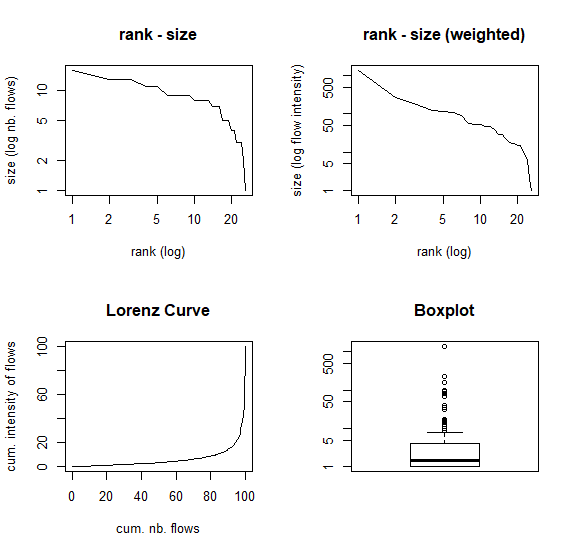 rank - size
size (log nb. flows)
10
5
2
1
1 2 5 10 20
rank (log)
rank - size (weighted)
size (log flow intensity)
500
50
5
1
1 2 5 10 20
rank (log)
Lorenz Curve
cum. intensity of flows
100
60
20
0
0 20 40 60 80 100
cum. nb. flows
Boxplot
500
50
5
1